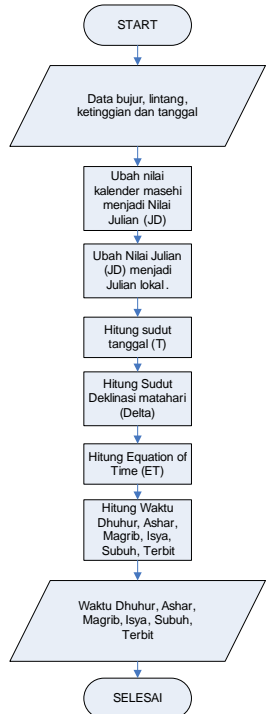 START
Data bujur, lintang,
ketinggian dan tanggal
Ubah nilai
kalender masehi
menjadi Nilai
Julian (JD)
Ubah Nilai Julian
(JD) menjadi
Julian lokal .
Hitung sudut
tanggal (T)
Hitung Sudut
Deklinasi matahari
(Delta)
Hitung Equation of
Time (ET)
Hitung Waktu
Dhuhur, Ashar,
Magrib, Isya,
Subuh, Terbit
Waktu Dhuhur, Ashar,
Magrib, Isya, Subuh,
Terbit
SELESAI